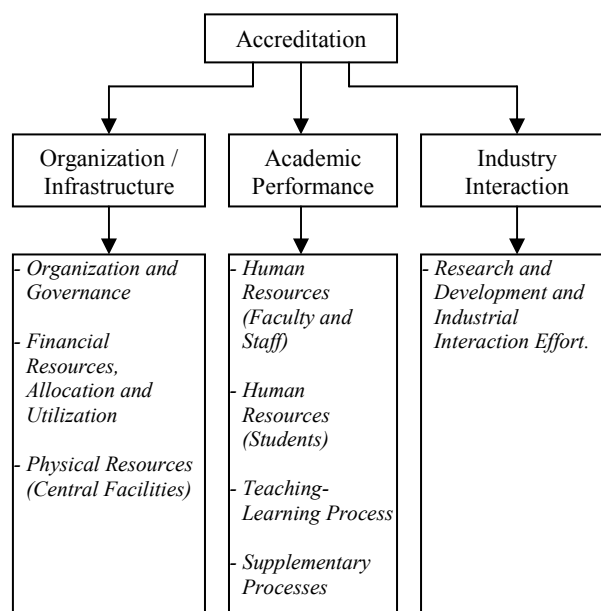 Accreditation
Organization /
Infrastructure
Academic
Performance
Industry
Interaction
- Organization and
Governance
- Financial
Resources,
Allocation and
Utilization
- Physical Resources
(Central Facilities)
- Human
Resources
(Faculty and
Staff)
- Human
Resources
(Students)
- Teaching-
Learning Process
- Supplementary
Processes
- Research and
Development and
Industrial
Interaction Effort.